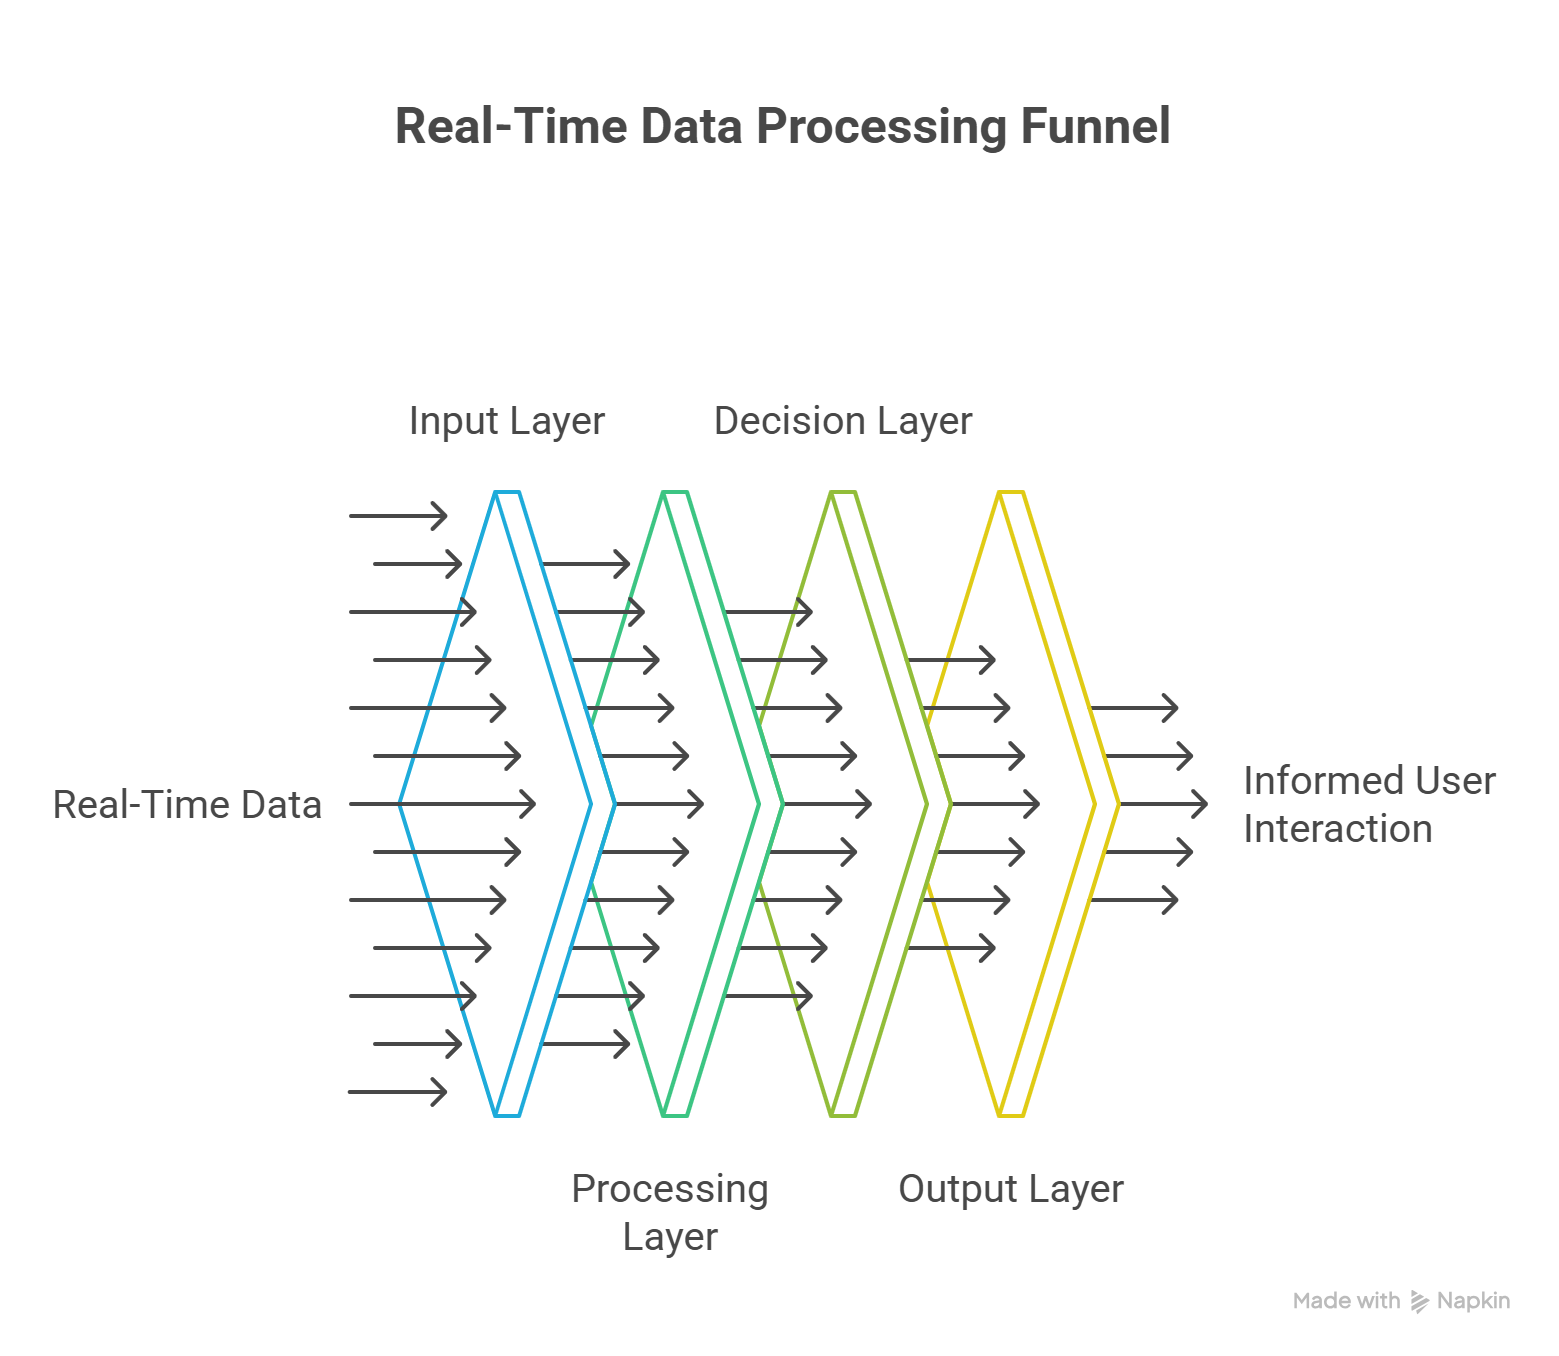 Real-Time Data Processing Funnel
Input Layer
Decision Layer
Real-Time Data
Informed User
Interaction
Processing
Layer
Output Layer
Made with Napkin